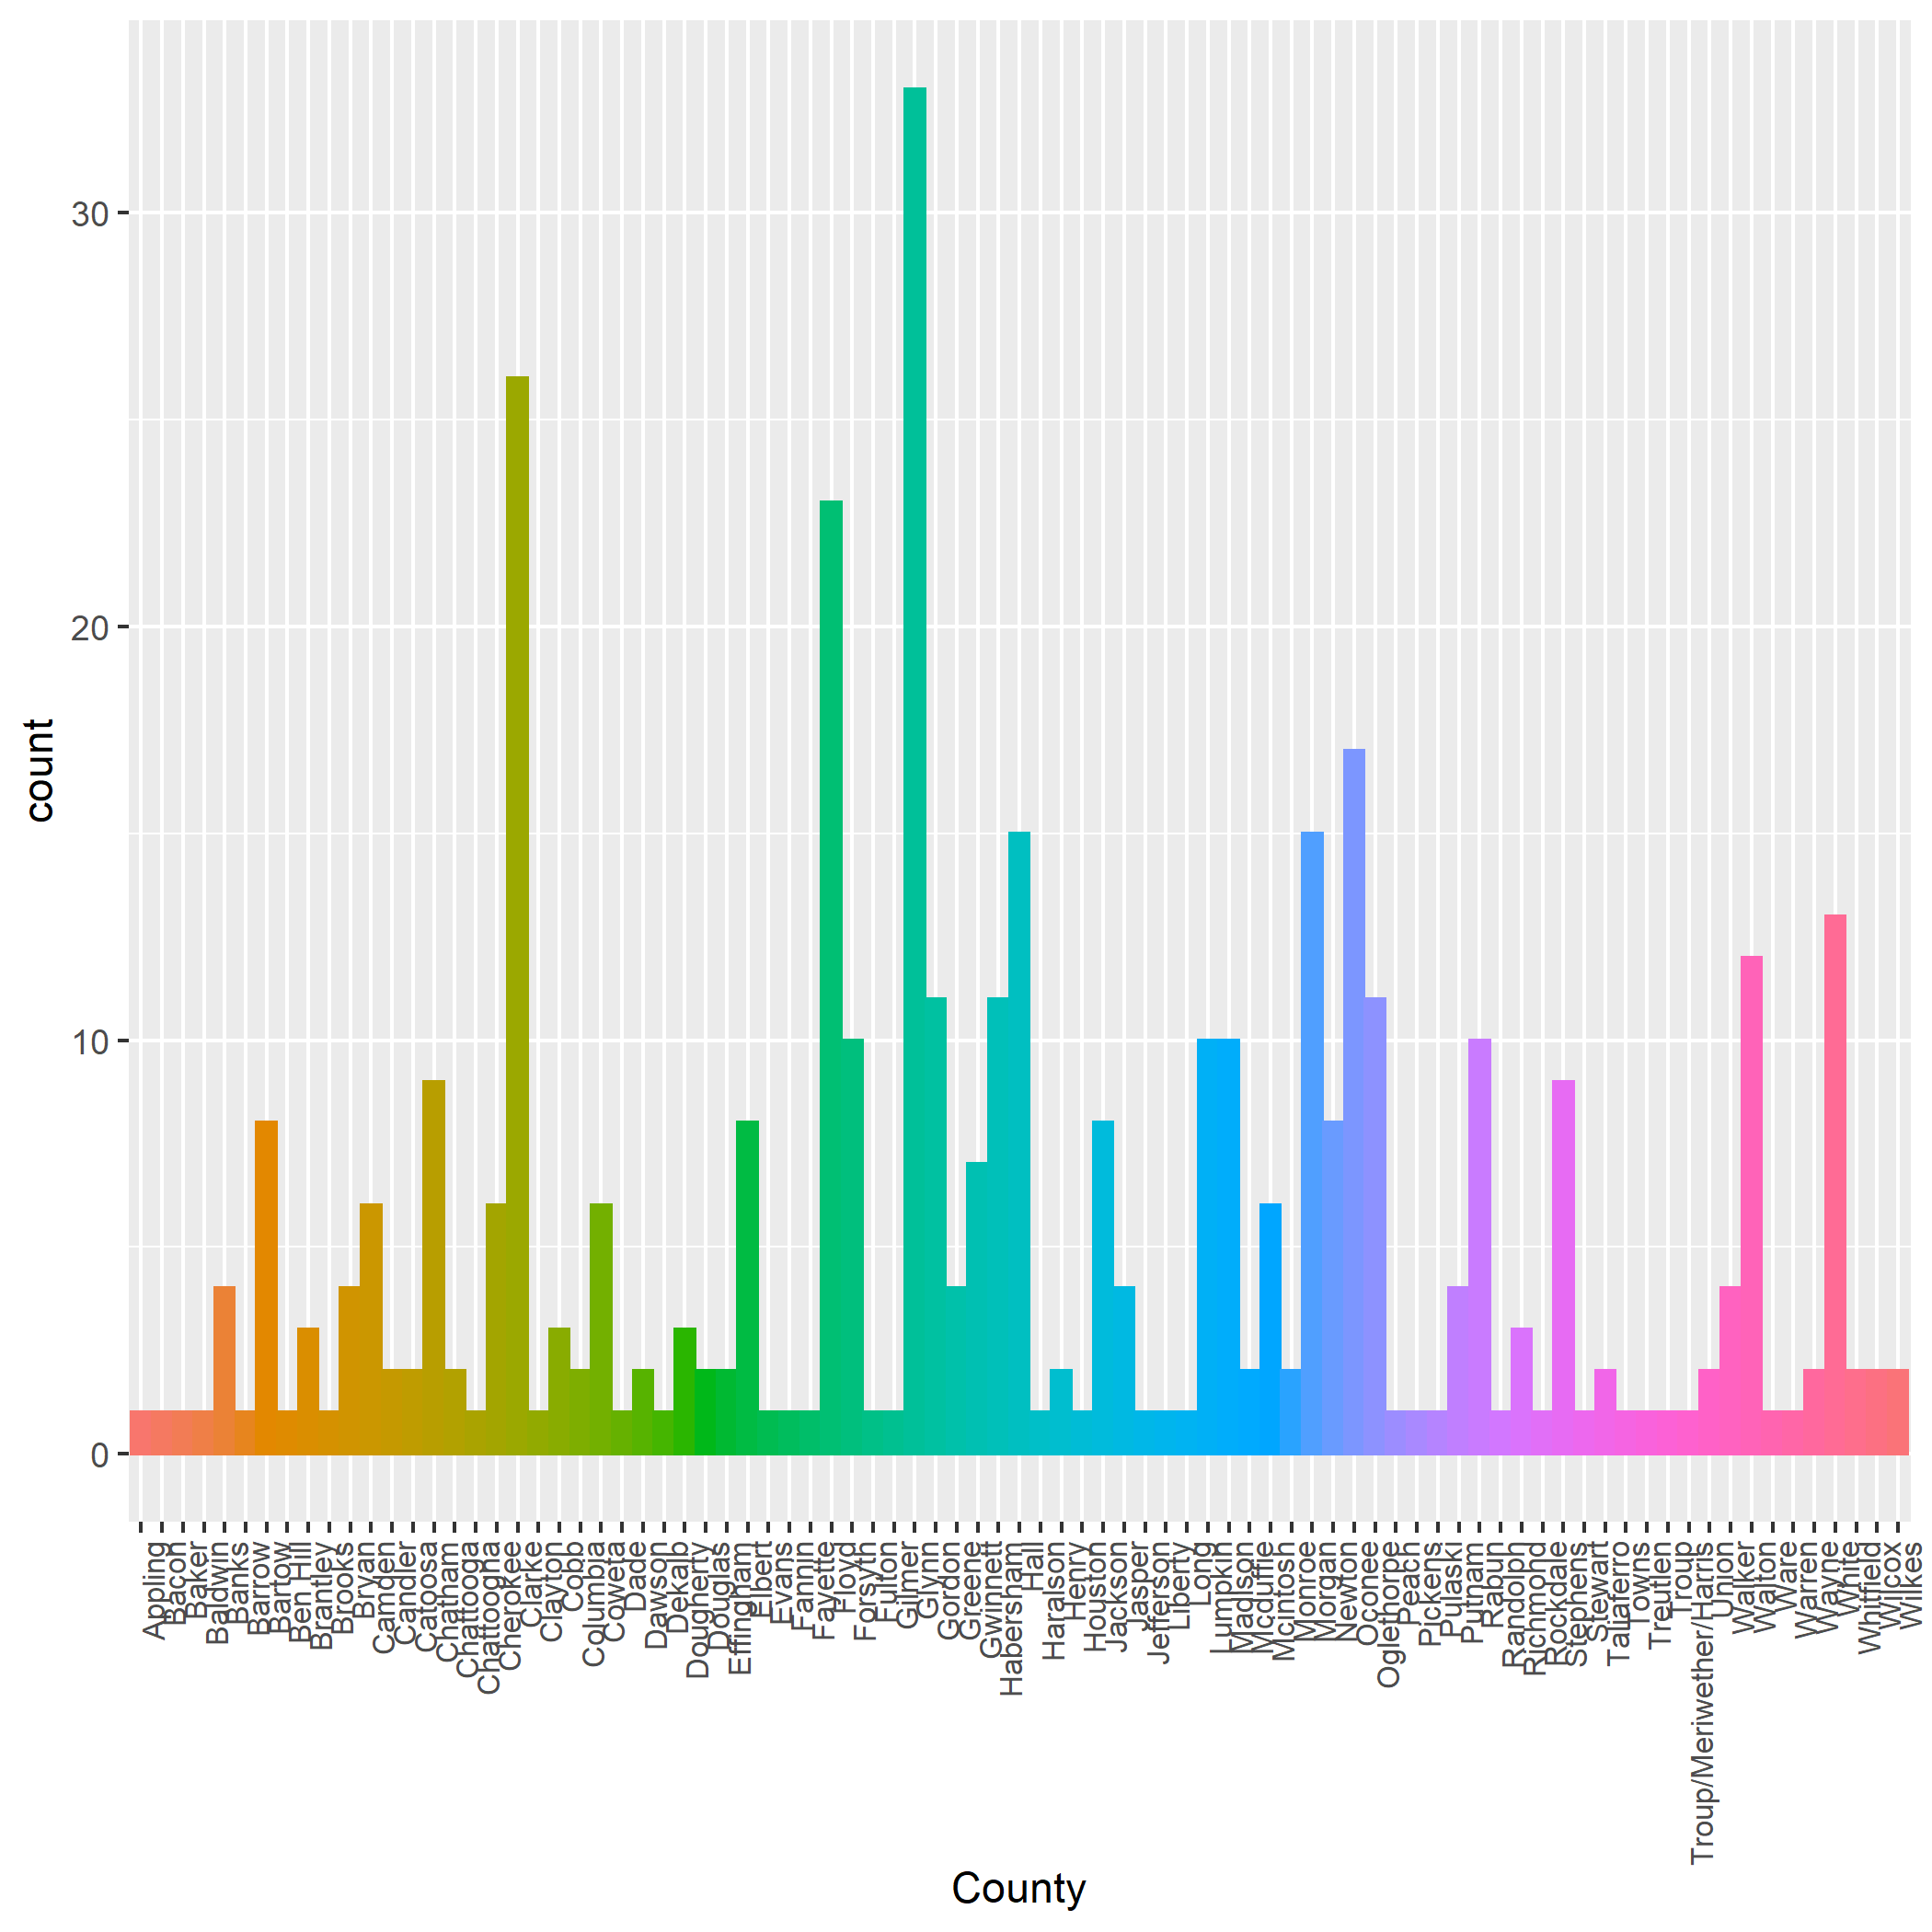 30
20
10
0
count
Appling
Bacon
Baker
Baldwin
Banks
Barrow
Bartow
Ben Hill
Brantley
Brooks
Bryan
Camden
Candler
Catoosa
Chatham
Chattooga
Chattoogha
Cherokee
Clarke
Clayton
Cobb
Columbia
Coweta
Dade
Dawson
Dekalb
Dougherty
Douglas
Effingham
Elbert
Evans
Fannin
Fayette
Floyd
Forsyth
Fulton
Gilmer
Glynn
Gordon
Greene
Gwinnett
Habersham
Hall
Haralson
Henry
Houston
Jackson
Jasper
Jefferson
Liberty
Long
Lumpkin
Madison
Mcduffie
Mcintosh
Monroe
Morgan
Newton
Oconee
Oglethorpe
Peach
Pickens
Pulaski
Putnam
Rabun
Randolph
Richmond
Rockdale
Stephens
Stewart
Taliaferro
Towns
Treutlen
Troup
Troup/Meriwether/Harris
Union
Walker
Walton
Ware
Warren
Wayne
White
Whitfield
Wilcox
Wilkes
County